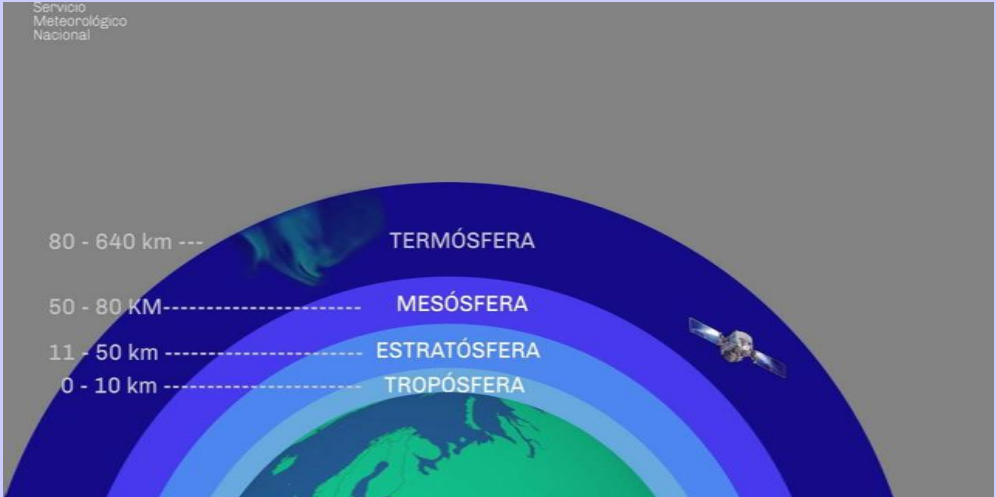 Servicio
Meteorológico
Nacional
80 - 640 km --- TERMÓSFERA
50 - 80 KM--------------------- MESÓSFERA
11 - 50 km --------------------- ESTRATÓSFERA
0 - 10 km --------------------- TROPÓSFERA